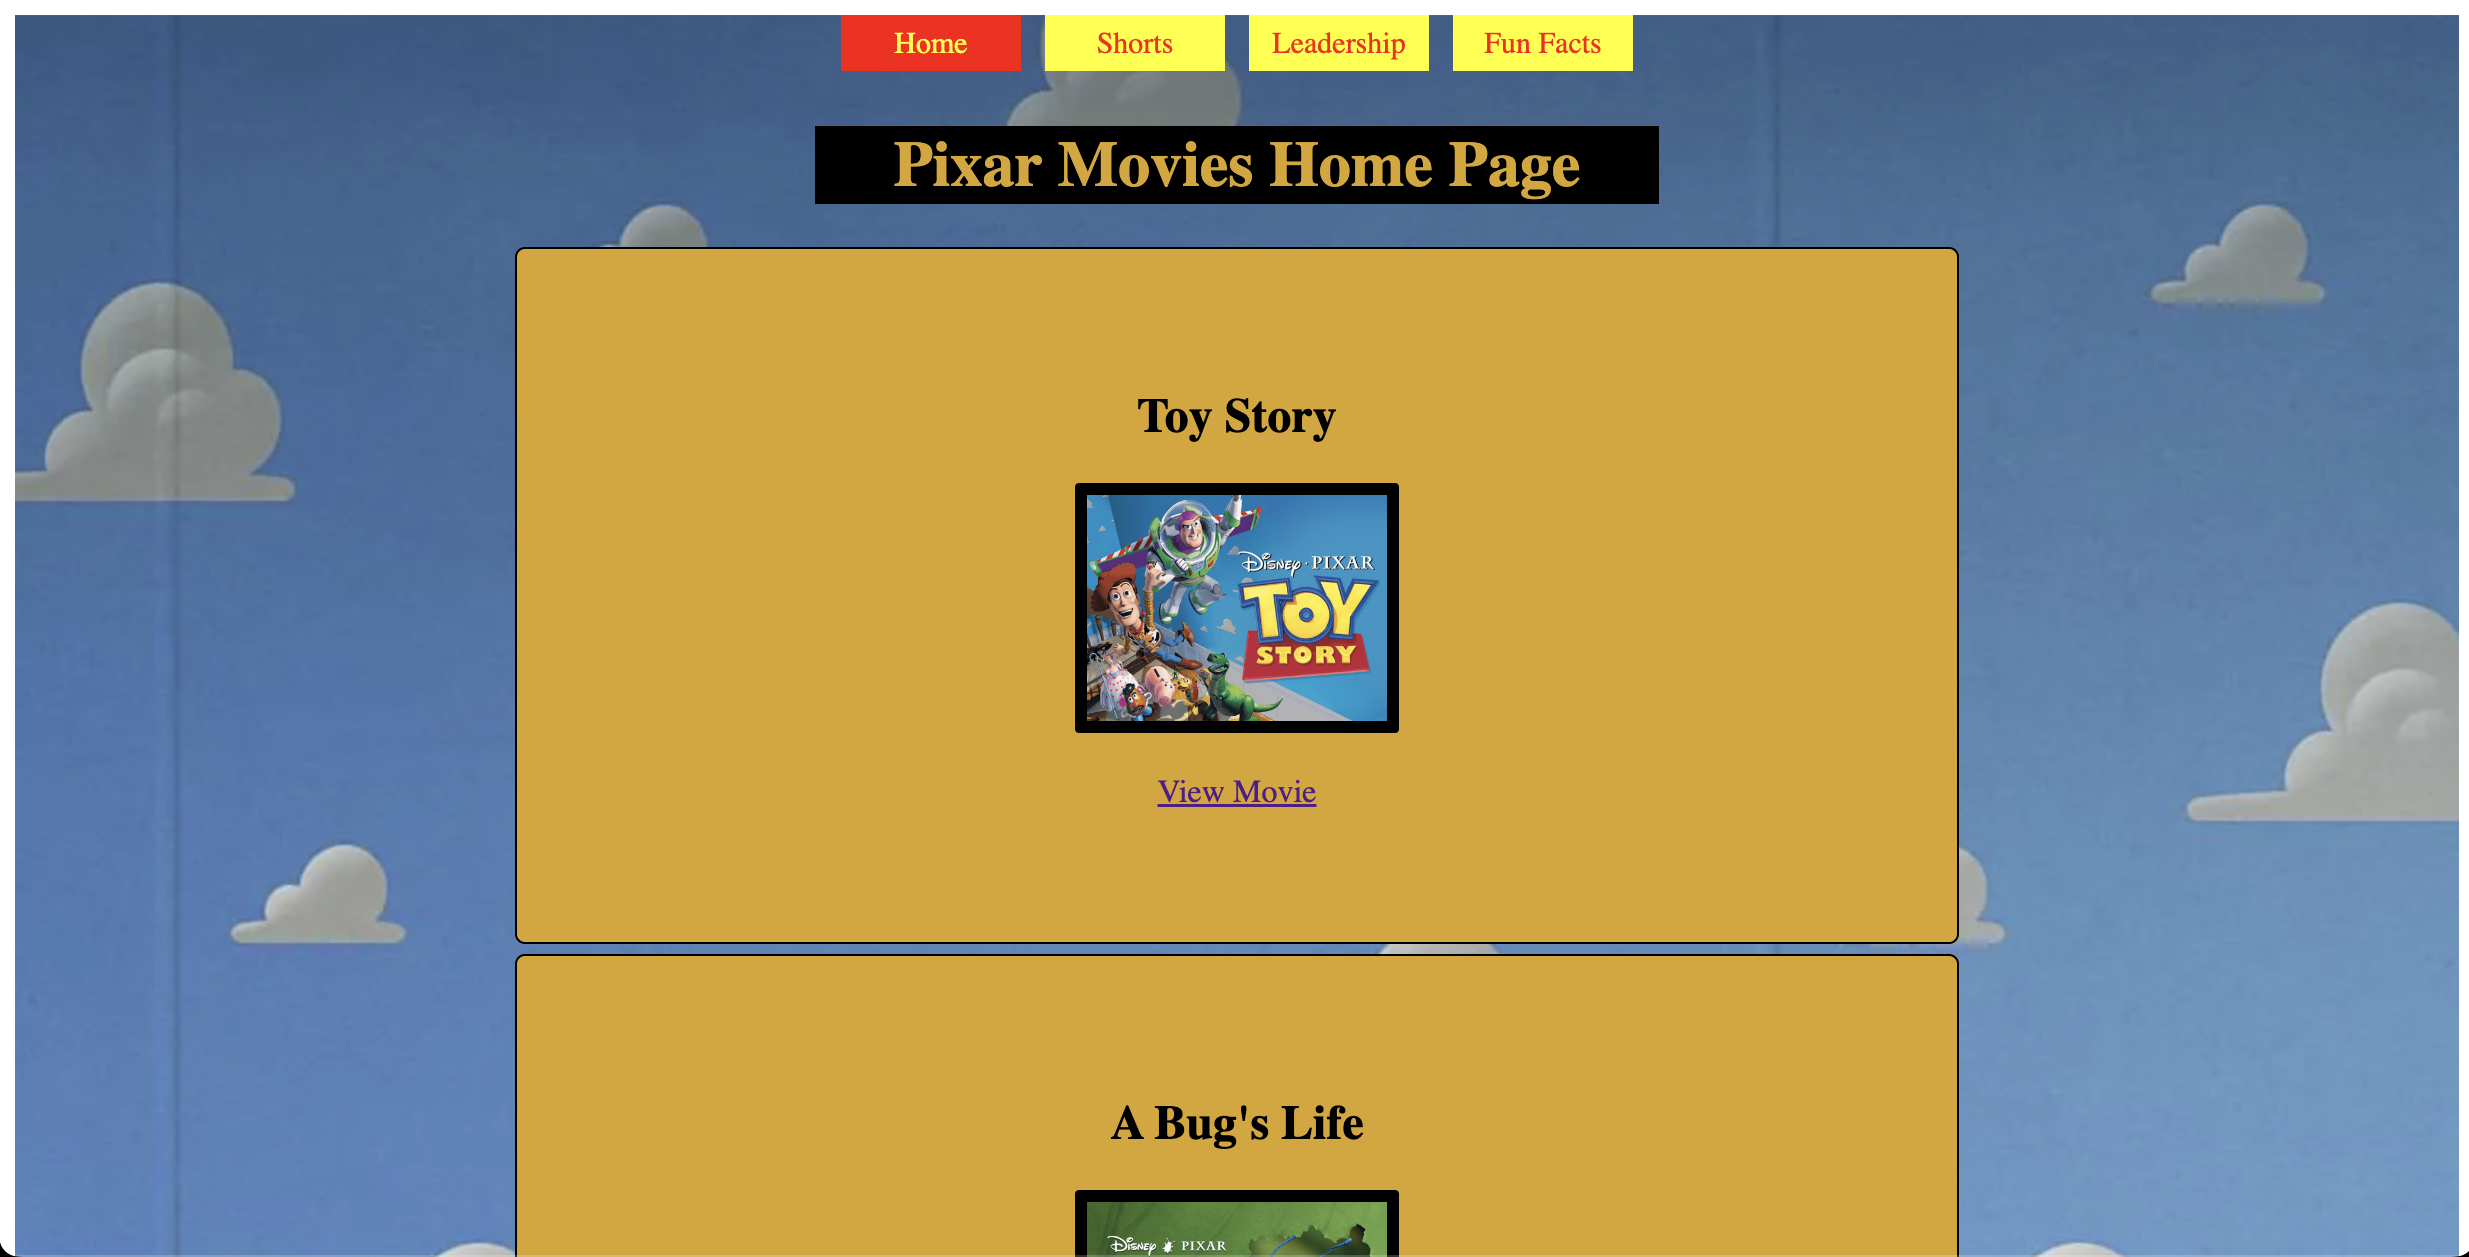 Home
Shorts
Leadership
Fun Facts
Pixar Movies Home Page
Toy Story
Disney · PIXAR
TOY
STORY
View Movie
A Bug's Life
Disney PIXAR